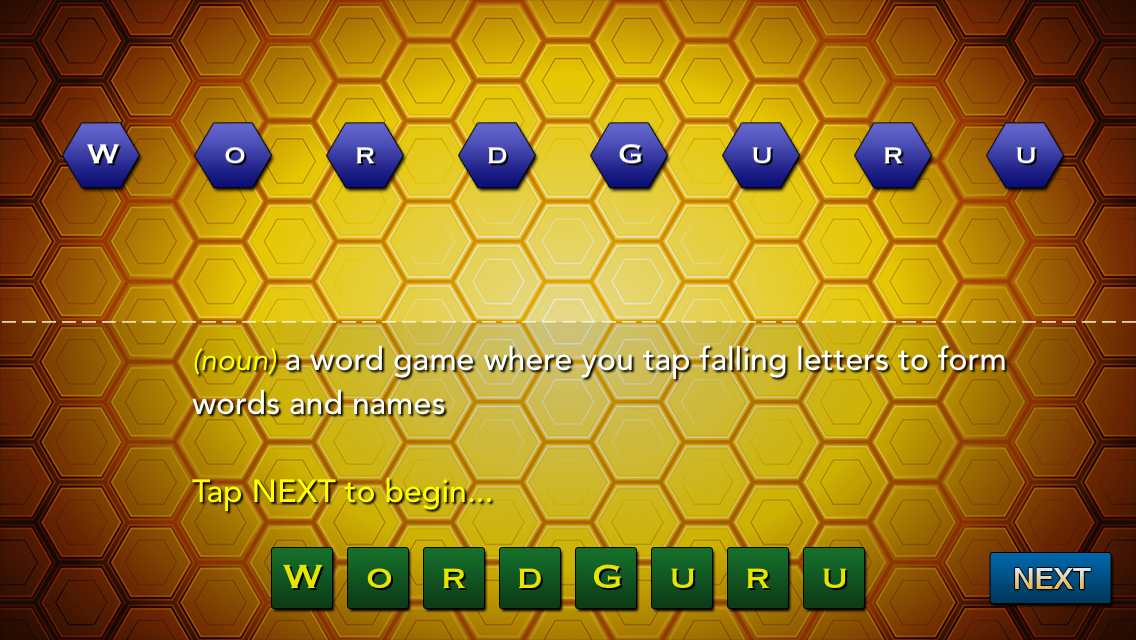 W O R D G U R U
(noun) a word game where you tap falling letters to form
words and names
Tap NEXT to begin...
W O R D G U R U
NEXT